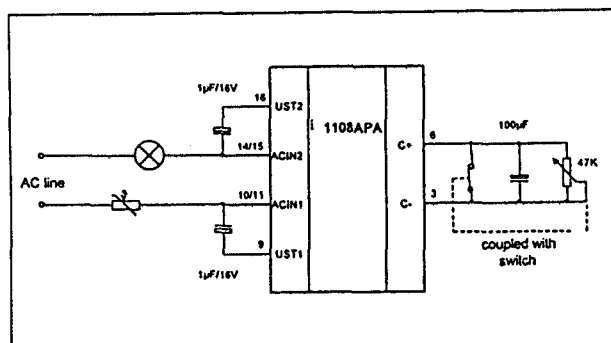 1µF/16V
16
UST2
1108APA
14/15
ACIN2
AC line
10/11
ACIN1
9
UST1
1µF/16V
6
C+
100µF
47K
3
C-
coupled with
switch